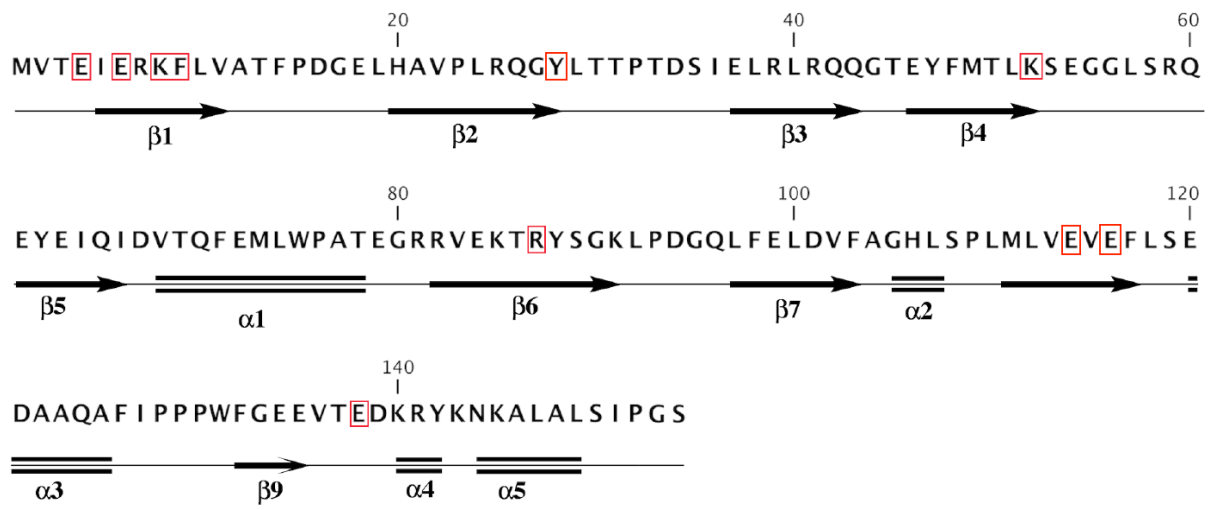 20 40 60
MVTEIERKFLVATFPDGELHAVPLRQGYLTTPTDSIELRLRQQGTEYFMTLKSEGGLSRQ
β1 β2 β3 β4
80 100 120
EYEIQIDVTQFEMLWPATEGRRVEKTRYSGKLPDGQLFELDVFAGHLSPLMLVEVEFLSE
β5 α1 β6 β7 α2
140
DAAQAFIPPPWFGEEVTEDKRYKNKALALSIPGS
α3 β9 α4 α5